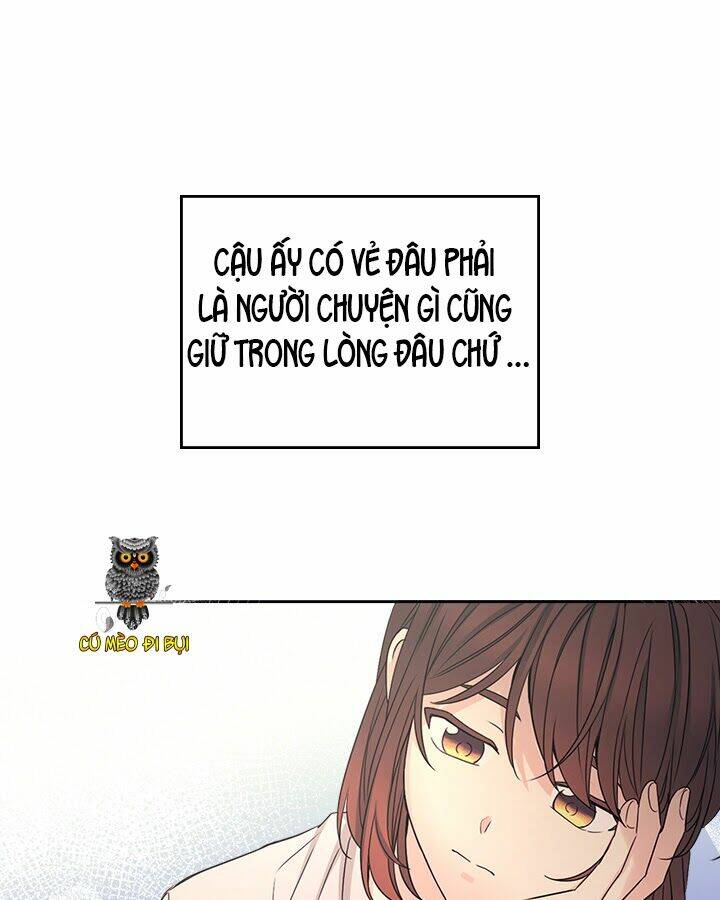 CẬU ẤY CÓ VẺ ĐÂU PHẢI
LÀ NGƯỜI CHUYỆN GÌ CŨNG
GIỮ TRONG LÒNG ĐÂU CHỨ ...
CÚ MÈO ĐI BỤI